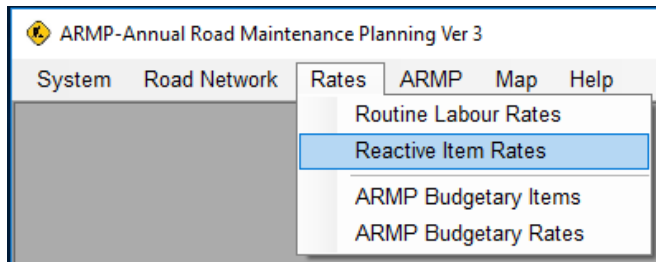 ARMP-Annual Road Maintenance Planning Ver 3
System Road Network Rates ARMP Map Help
Routine Labour Rates
Reactive Item Rates
ARMP Budgetary Items
ARMP Budgetary Rates